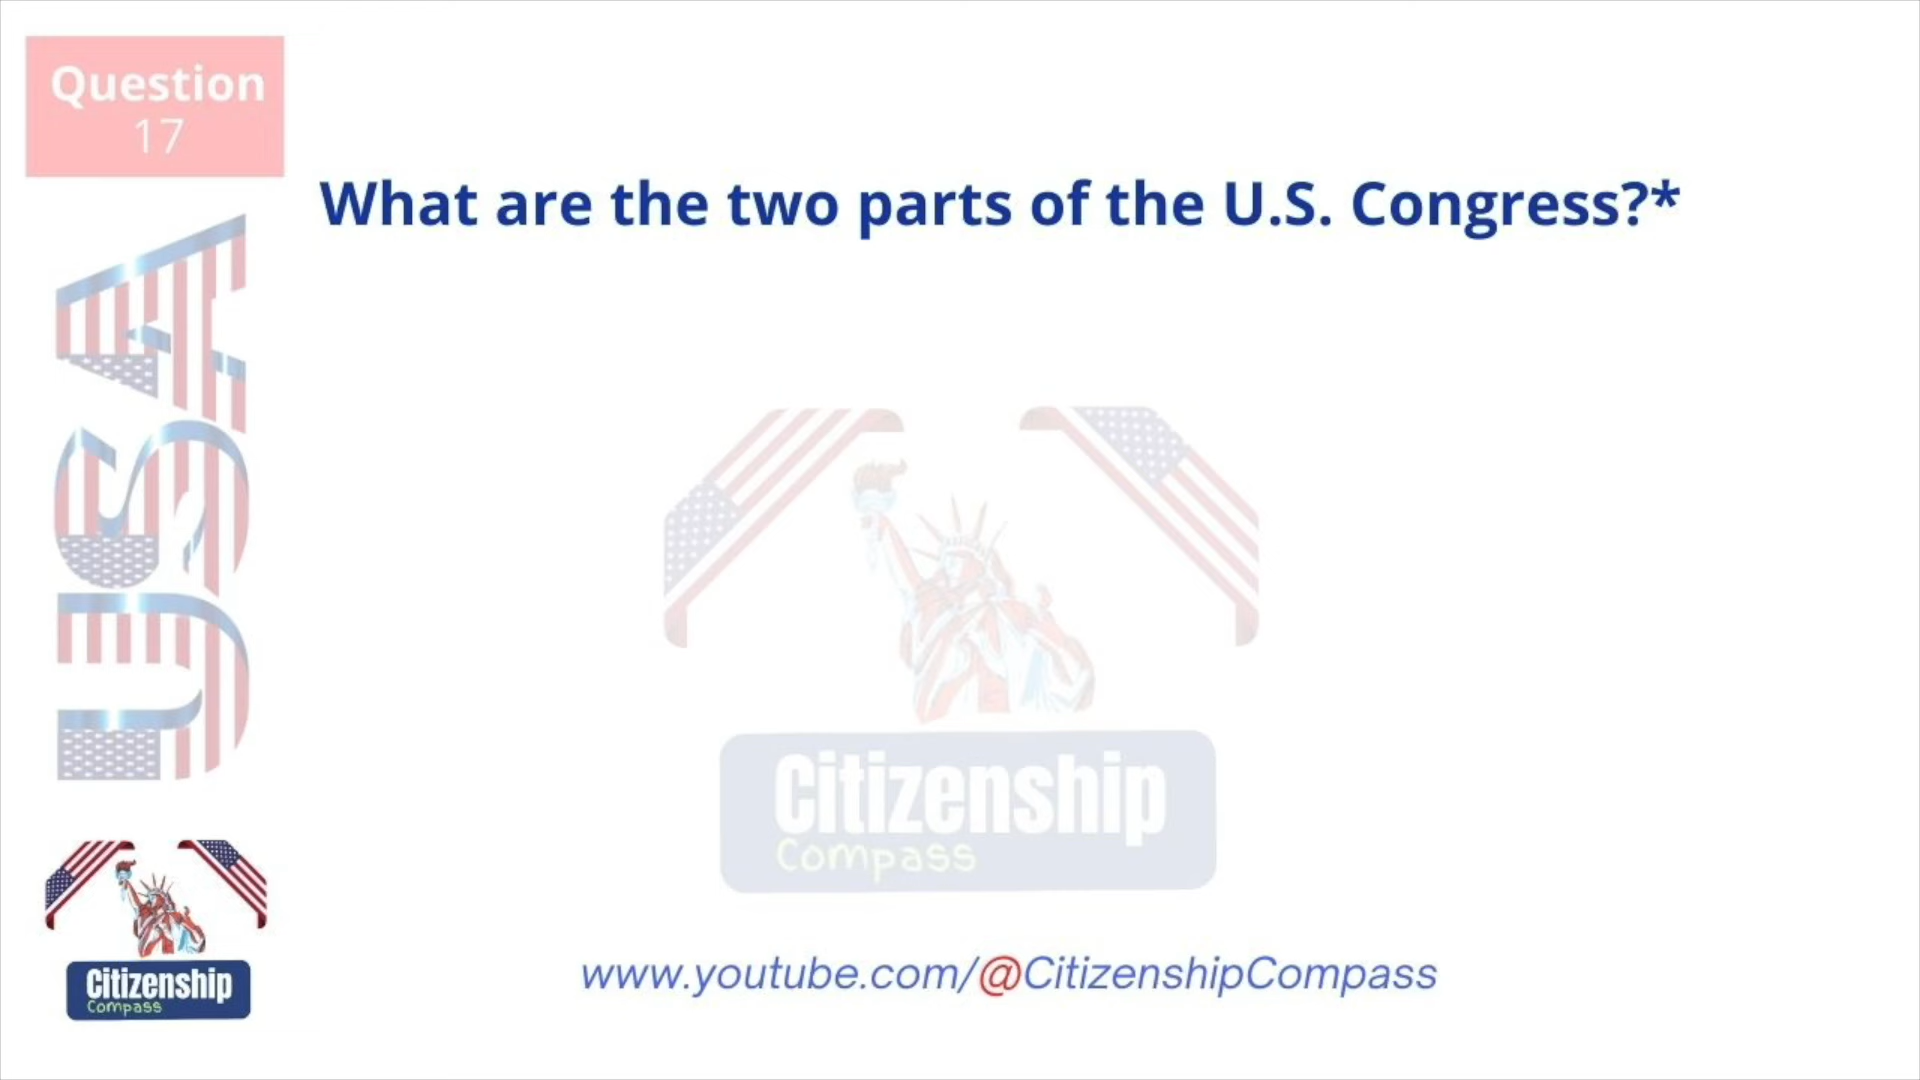 Question
17
What are the two parts of the U.S. Congress?*
USA
Citizenship
Compass
Citizenship
Compass
www.youtube.com/@CitizenshipCompass